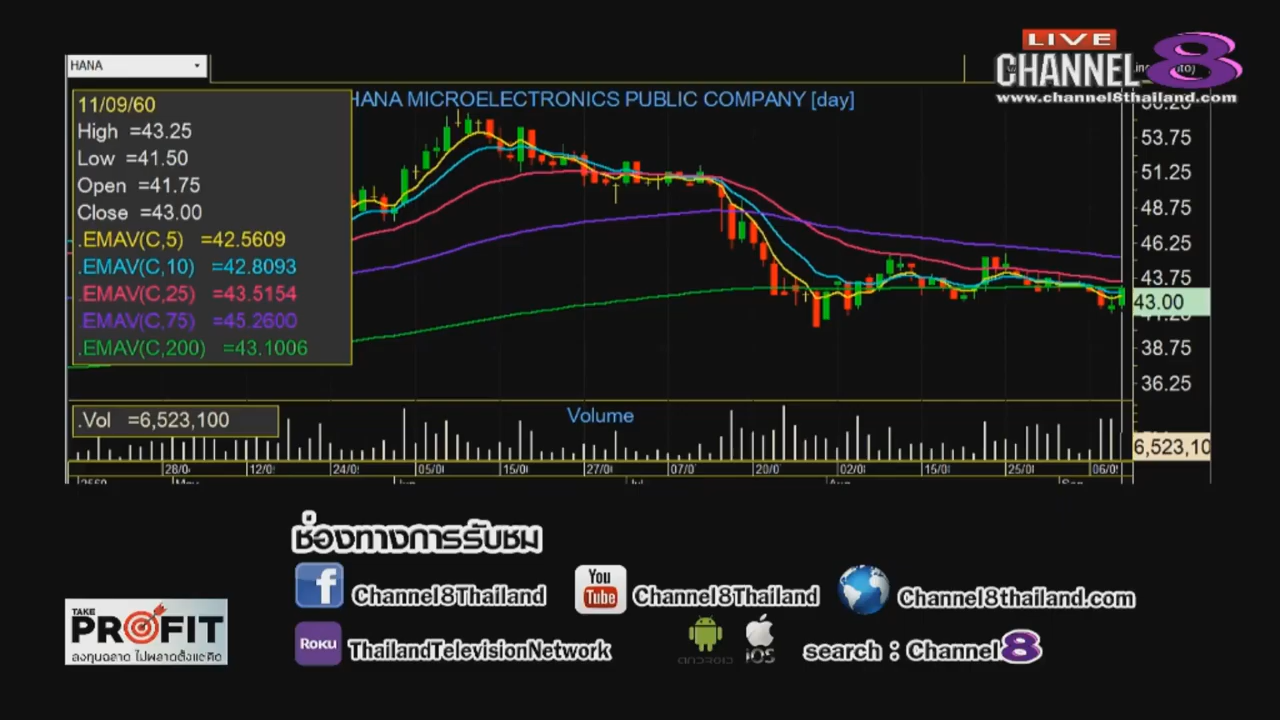 HANA
LIVE
CHANNEL 8
www.channel8thailand.com
HANA MICROELECTRONICS PUBLIC COMPANY [day]
11/09/60
High =43.25
Low =41.50
Open =41.75
Close =43.00
.EMAV(C,5) =42.5609
.EMAV(C,10) =42.8093
.EMAV(C,25) =43.5154
.EMAV(C,75) =45.2600
.EMAV(C,200) =43.1006
53.75
51.25
48.75
46.25
43.75
43.00
38.75
36.25
.Vol =6,523,100
Volume
6,523,10
28/0 12/0 24/0 05/0 15/0 27/0 07/0 20/0 02/0 15/0 25/0 06/0
ช่องทางการรับชม
Channel8Thailand
You Tube
Channel8Thailand
Channel8thailand.com
TAKE
PROFIT
ลงทุนฉลาด ไม่พลาดตั้งแต่คิด
ROKU
ThailandTelevisionNetwork
ANDROID
iOS
search : Channel8